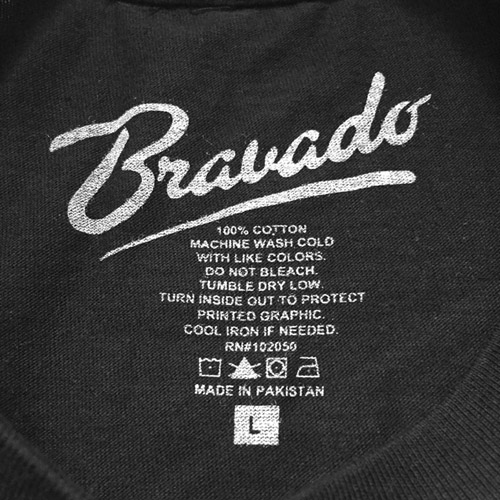 Bravado
100% COTTON
MACHINE WASH COLD
WITH LIKE COLORS.
DO NOT BLEACH.
TUMBLE DRY LOW.
TURN INSIDE OUT TO PROTECT
PRINTED GRAPHIC.
COOL IRON IF NEEDED.
RN#102050
MADE IN PAKISTAN
L